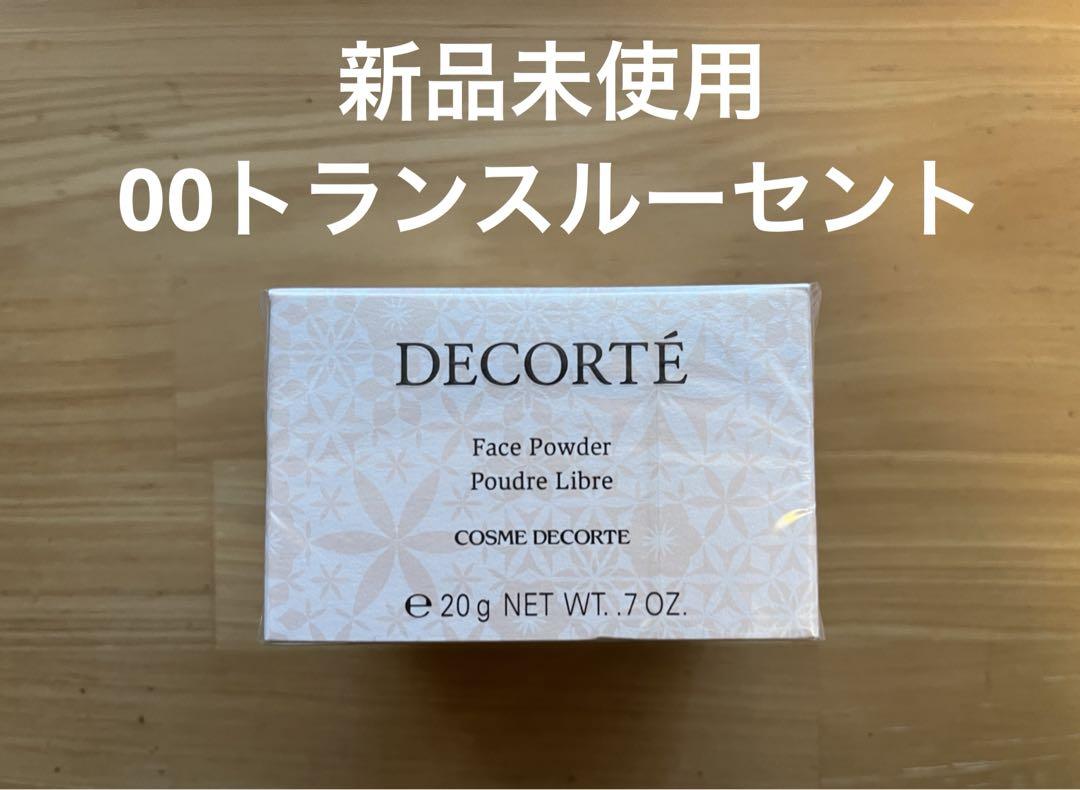 新品未使用
00トランスルーセント
DECORTÉ
Face Powder
Poudre Libre
COSME DECORTE
℮ 20 g NET WT. .7 OZ.